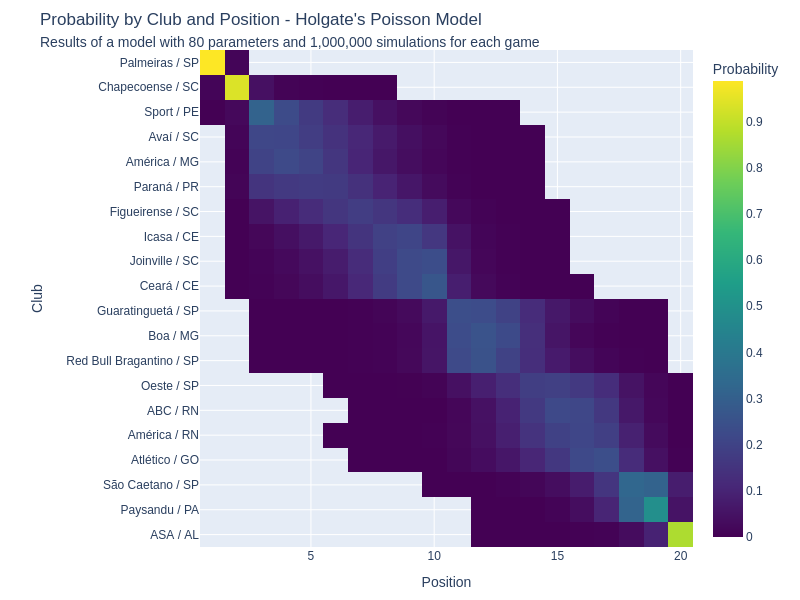 Probability by Club and Position - Holgate's Poisson Model
Results of a model with 80 parameters and 1,000,000 simulations for each game
Probability
Palmeiras / SP
Chapecoense / SC
Sport / PE
Avaí / SC
América / MG
Paraná / PR
Figueirense / SC
Icasa / CE
Joinville / SC
Ceará / CE
Guaratinguetá / SP
Boa / MG
Red Bull Bragantino / SP
Oeste / SP
ABC / RN
América / RN
Atlético / GO
São Caetano / SP
Paysandu / PA
ASA / AL
Club
5
10
15
20
Position
0.9
0.8
0.7
0.6
0.5
0.4
0.3
0.2
0.1
0